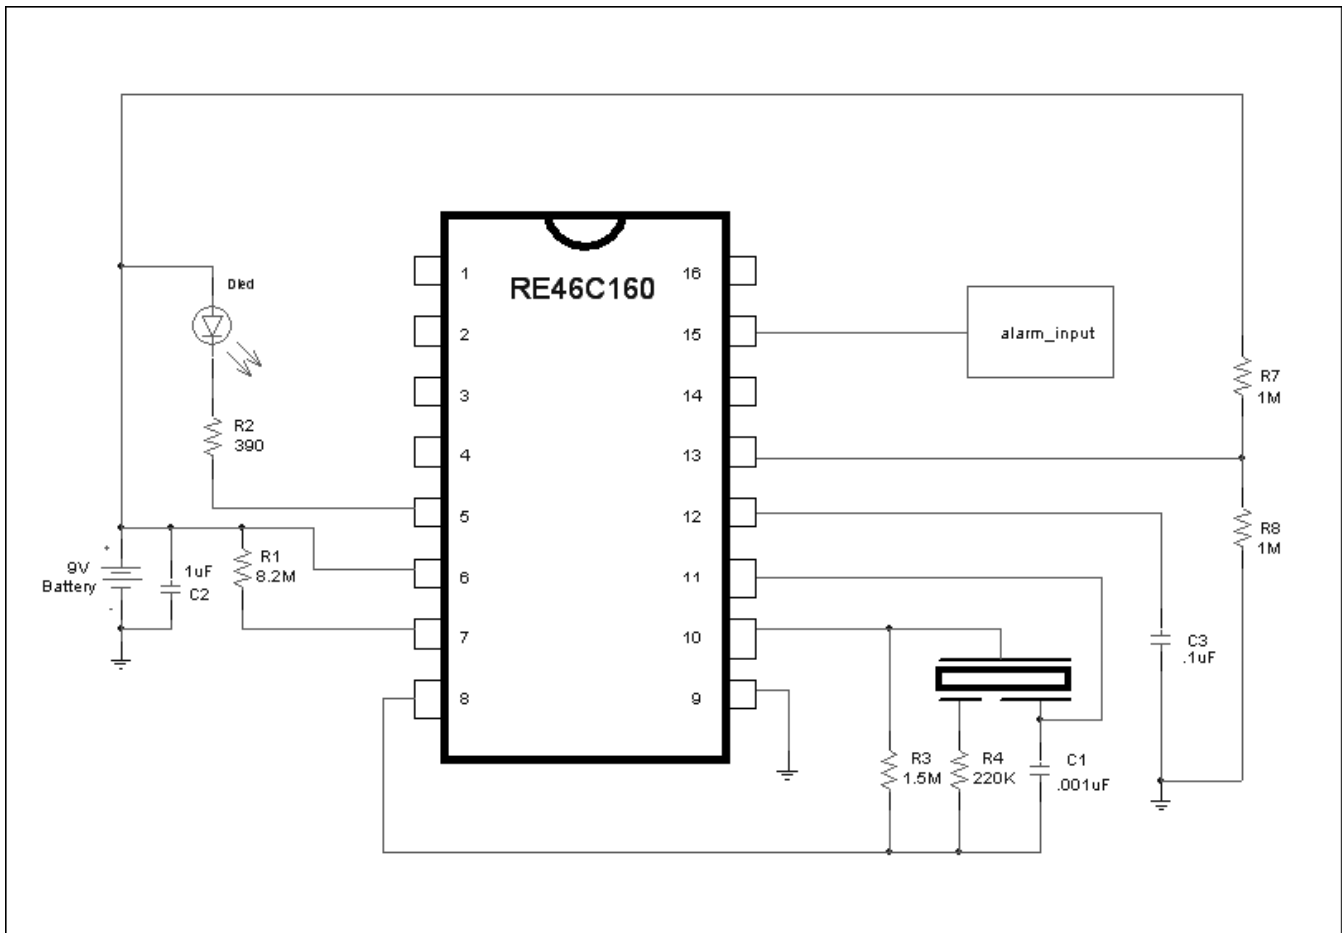 Dled
RE46C160
1
2
3
4
5
6
7
8
16
15
14
13
12
11
10
9
alarm_input
R7
1M
R8
1M
R2
390
+
9V
Battery
-
1uF
C2
R1
8.2M
C3
.1uF
R3
1.5M
R4
220K
C1
.001uF